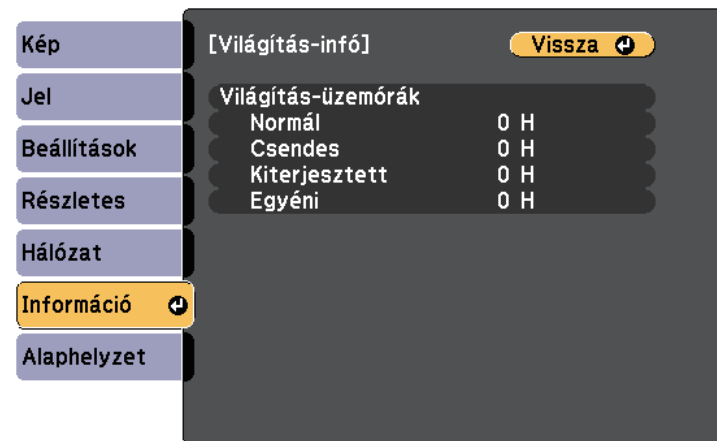 Kép
Jel
Beállítások
Részletes
Hálózat
Információ
Alaphelyzet
[Világítás-infó]
Vissza
Világítás-üzemórák
Normál 0 H
Csendes 0 H
Kiterjesztett 0 H
Egyéni 0 H